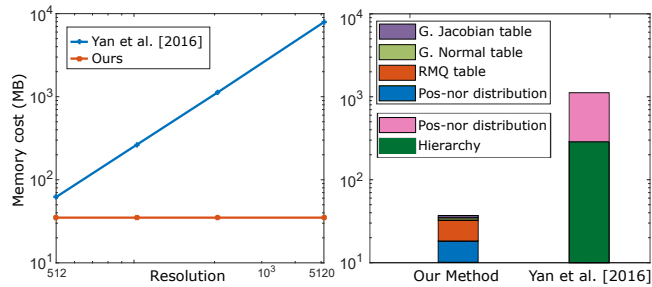 Memory cost (MB)
10^4
10^3
10^2
10^1
Yan et al. [2016]
Ours
512
Resolution
10^3
5120
10^4
10^3
10^2
10^1
G. Jacobian table
G. Normal table
RMQ table
Pos-nor distribution
Pos-nor distribution
Hierarchy
Our Method
Yan et al. [2016]